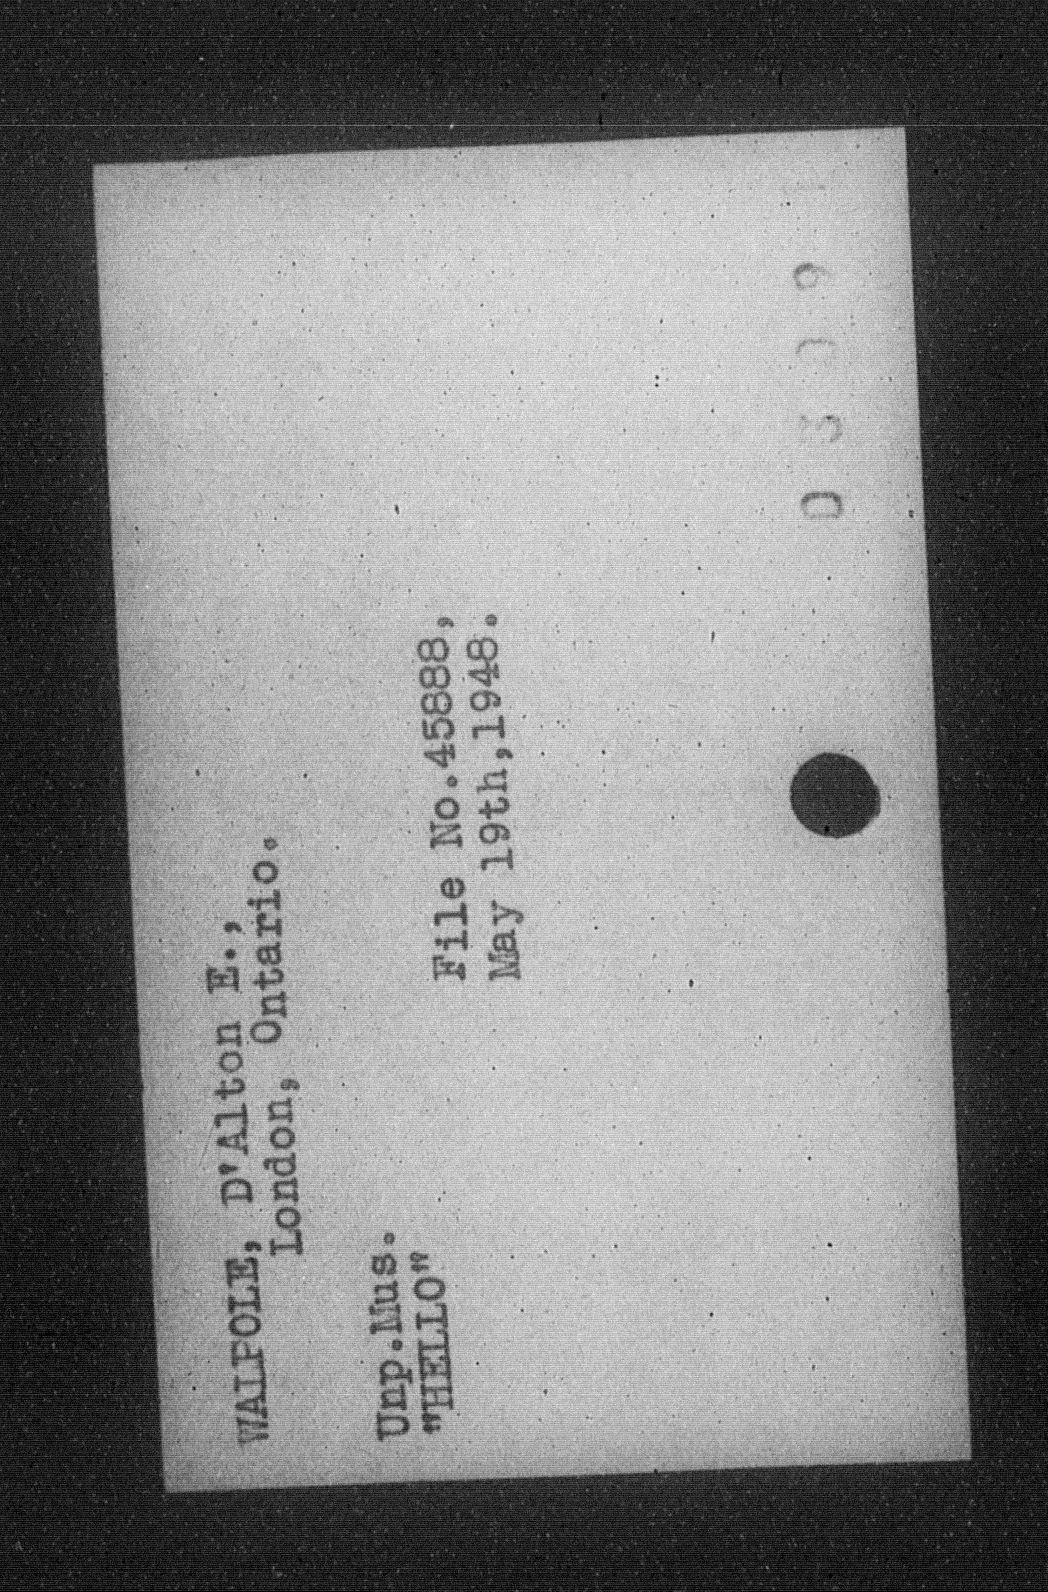 WALPOLE, D'Alton E.,
London, Ontario.
Unp.Mus.
"HELLO"
File No.45888,
May 19th,1948.